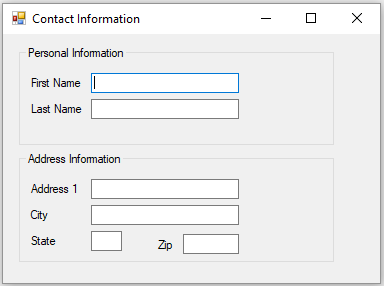 Contact Information
Personal Information
First Name
Last Name
Address Information
Address 1
City
State Zip